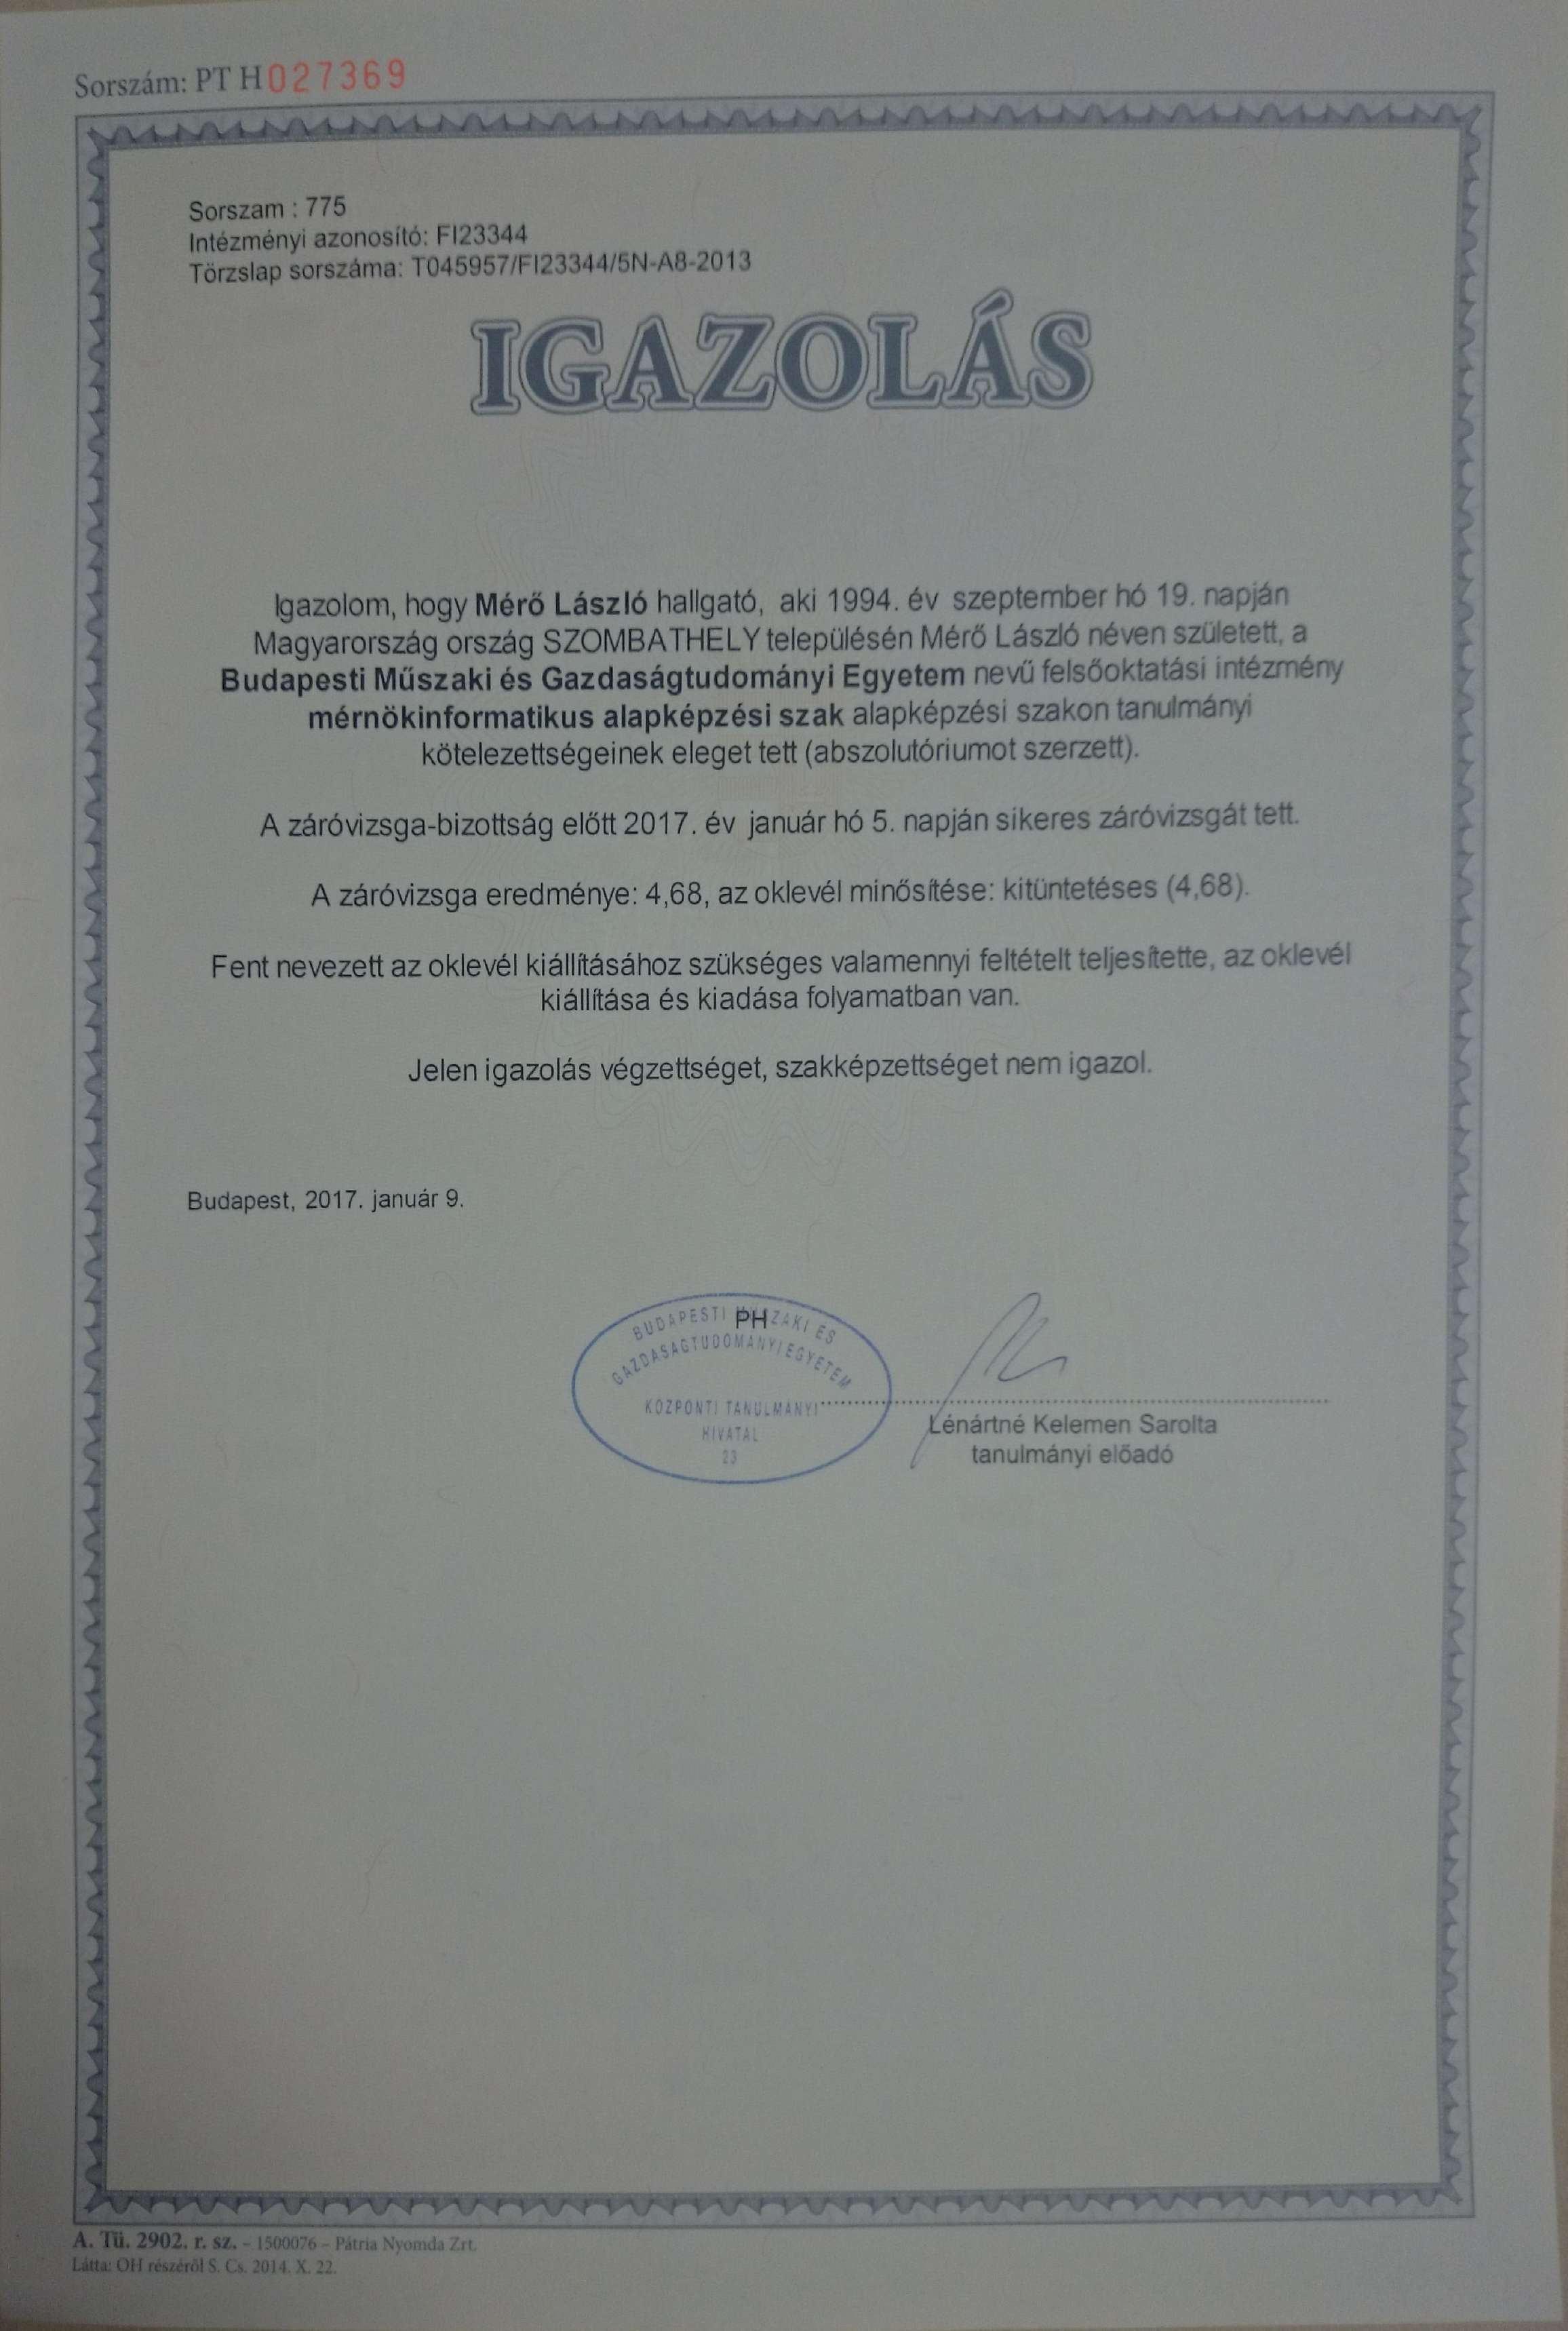 Sorszám: PT H027369
Sorszam : 775
Intézményi azonosító: FI23344
Törzslap sorszáma: T045957/FI23344/5N-A8-2013
IGAZOLÁS
Igazolom, hogy Mérő László hallgató, aki 1994. év szeptember hó 19. napján
Magyarország ország SZOMBATHELY településén Mérő László néven született, a
Budapesti Műszaki és Gazdaságtudományi Egyetem nevű felsőoktatási intézmény
mérnökinformatikus alapképzési szak alapképzési szakon tanulmányi
kötelezettségeinek eleget tett (abszolutóriumot szerzett).
A záróvizsga-bizottság előtt 2017. év január hó 5. napján sikeres záróvizsgát tett.
A záróvizsga eredménye: 4,68, az oklevél minősítése: kitüntetéses (4,68).
Fent nevezett az oklevél kiállításához szükséges valamennyi feltételt teljesítette, az oklevél
kiállítása és kiadása folyamatban van.
Jelen igazolás végzettséget, szakképzettséget nem igazol.
Budapest, 2017. január 9.
PH
BUDAPESTI MŰSZAKI ÉS
GAZDASÁGTUDOMÁNYI EGYETEM
KÖZPONTI TANULMÁNYI
HIVATAL
23
Lénártné Kelemen Sarolta
tanulmányi előadó
A. Tü. 2902. r. sz. – 1500076 – Pátria Nyomda Zrt.
Látta: OH részéről S. Cs. 2014. X. 22.